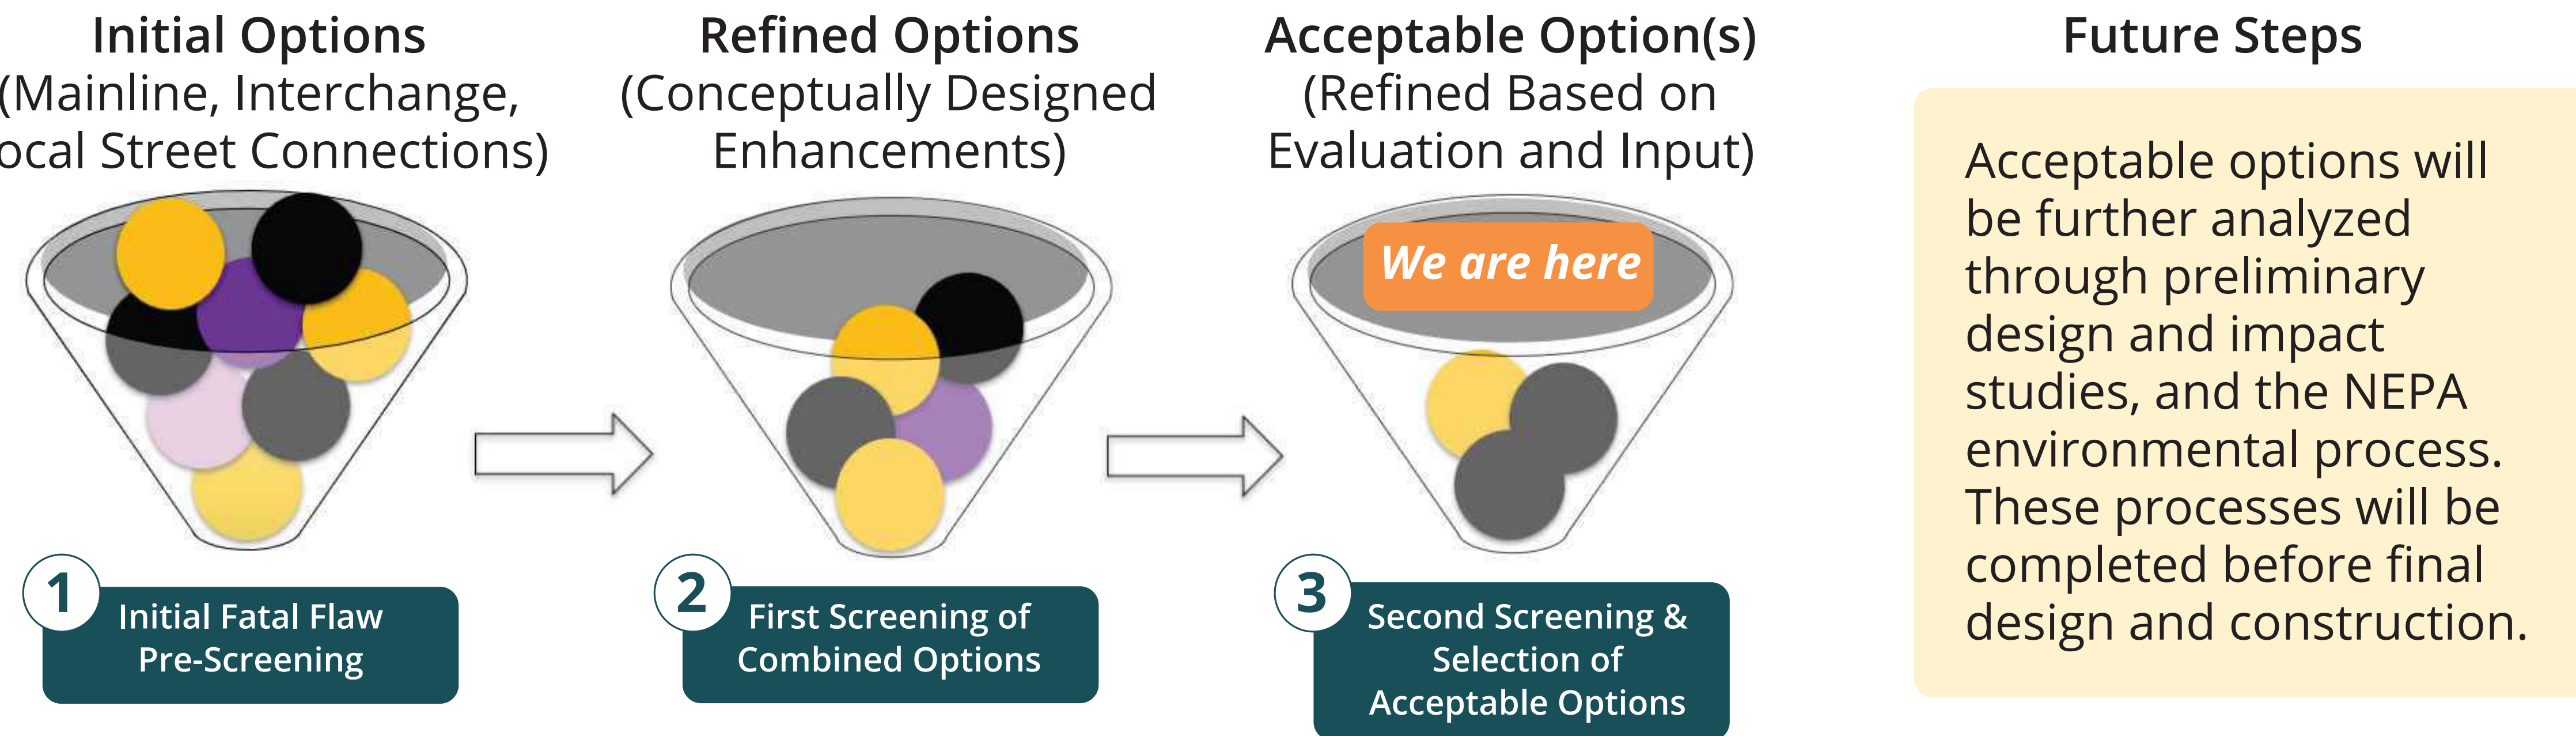 Initial Options
(Mainline, Interchange,
ocal Street Connections)
1
Initial Fatal Flaw
Pre-Screening
Refined Options
(Conceptually Designed
Enhancements)
2
First Screening of
Combined Options
Acceptable Option(s)
(Refined Based on
Evaluation and Input)
We are here
3
Second Screening &
Selection of
Acceptable Options
Future Steps
Acceptable options will
be further analyzed
through preliminary
design and impact
studies, and the NEPA
environmental process.
These processes will be
completed before final
design and construction.